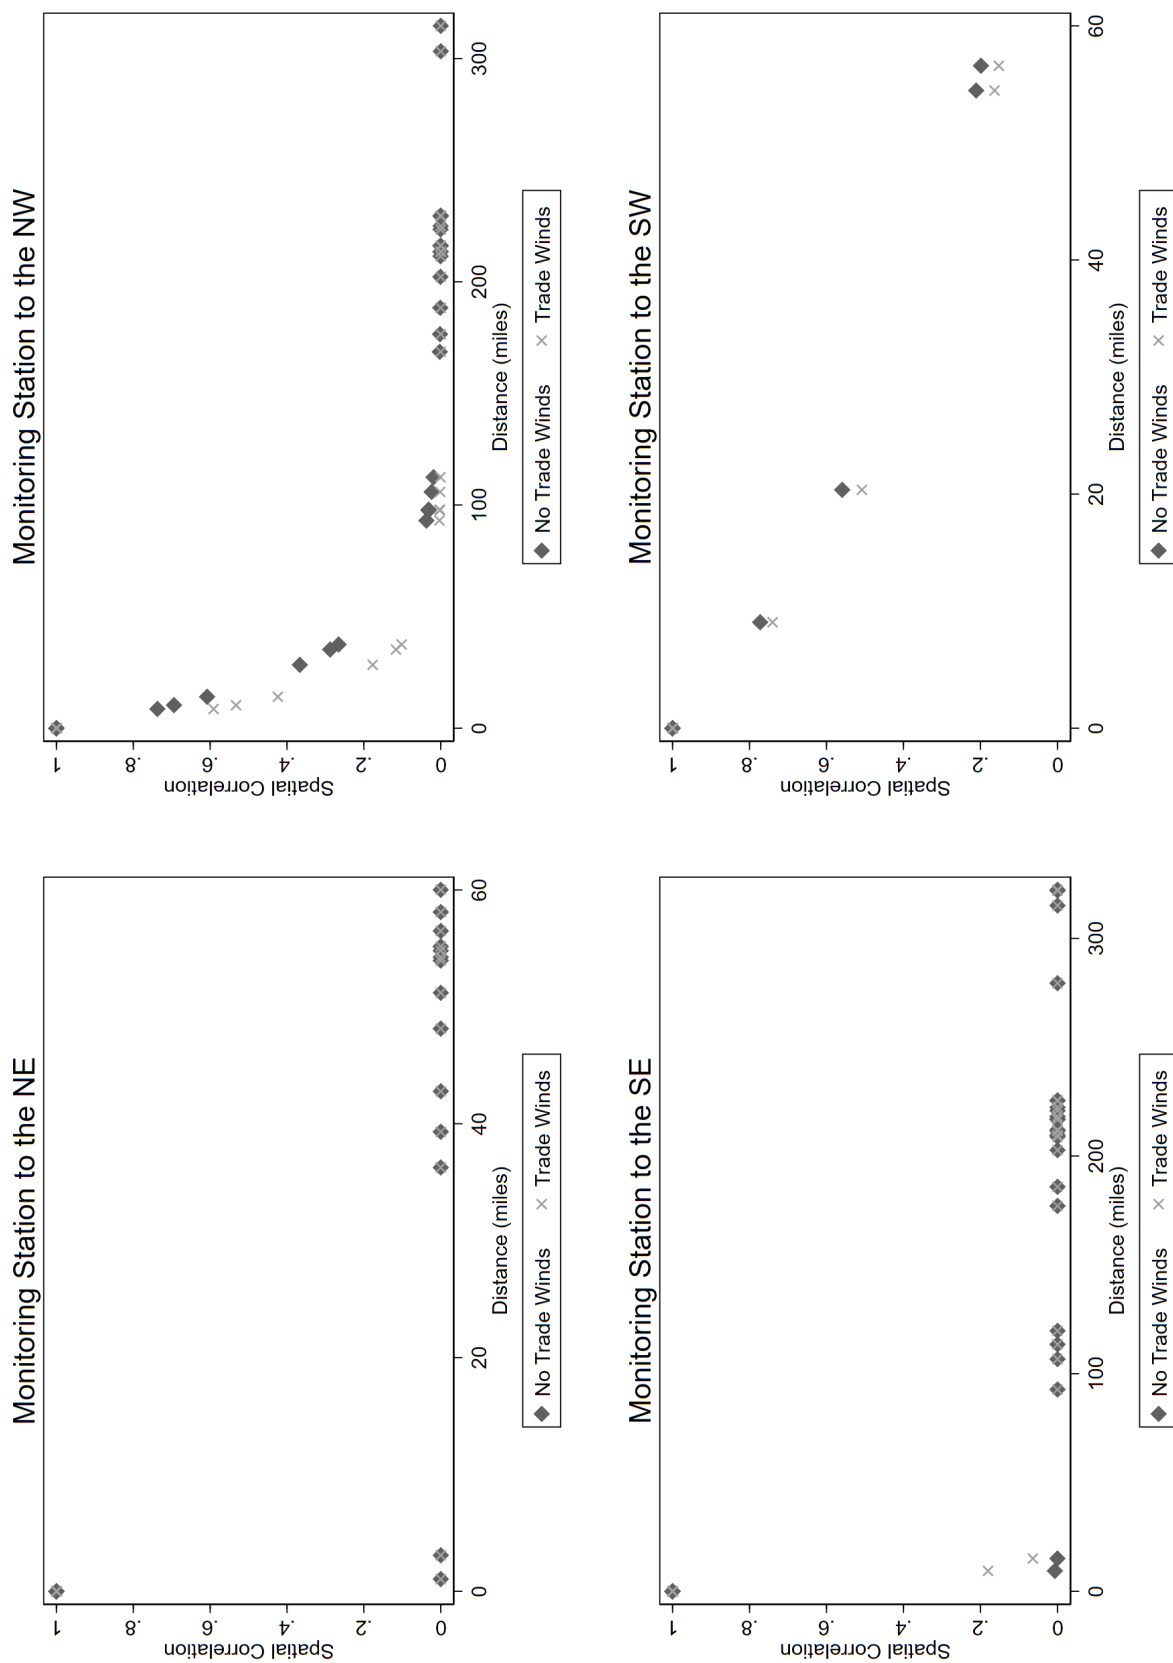 Monitoring Station to the NE
Spatial Correlation
1
.8
.6
.4
.2
0
0
20
40
60
Distance (miles)
No Trade Winds
Trade Winds
Monitoring Station to the NW
Spatial Correlation
1
.8
.6
.4
.2
0
0
100
200
300
Distance (miles)
No Trade Winds
Trade Winds
Monitoring Station to the SE
Spatial Correlation
1
.8
.6
.4
.2
0
0
100
200
300
Distance (miles)
No Trade Winds
Trade Winds
Monitoring Station to the SW
Spatial Correlation
1
.8
.6
.4
.2
0
0
20
40
60
Distance (miles)
No Trade Winds
Trade Winds